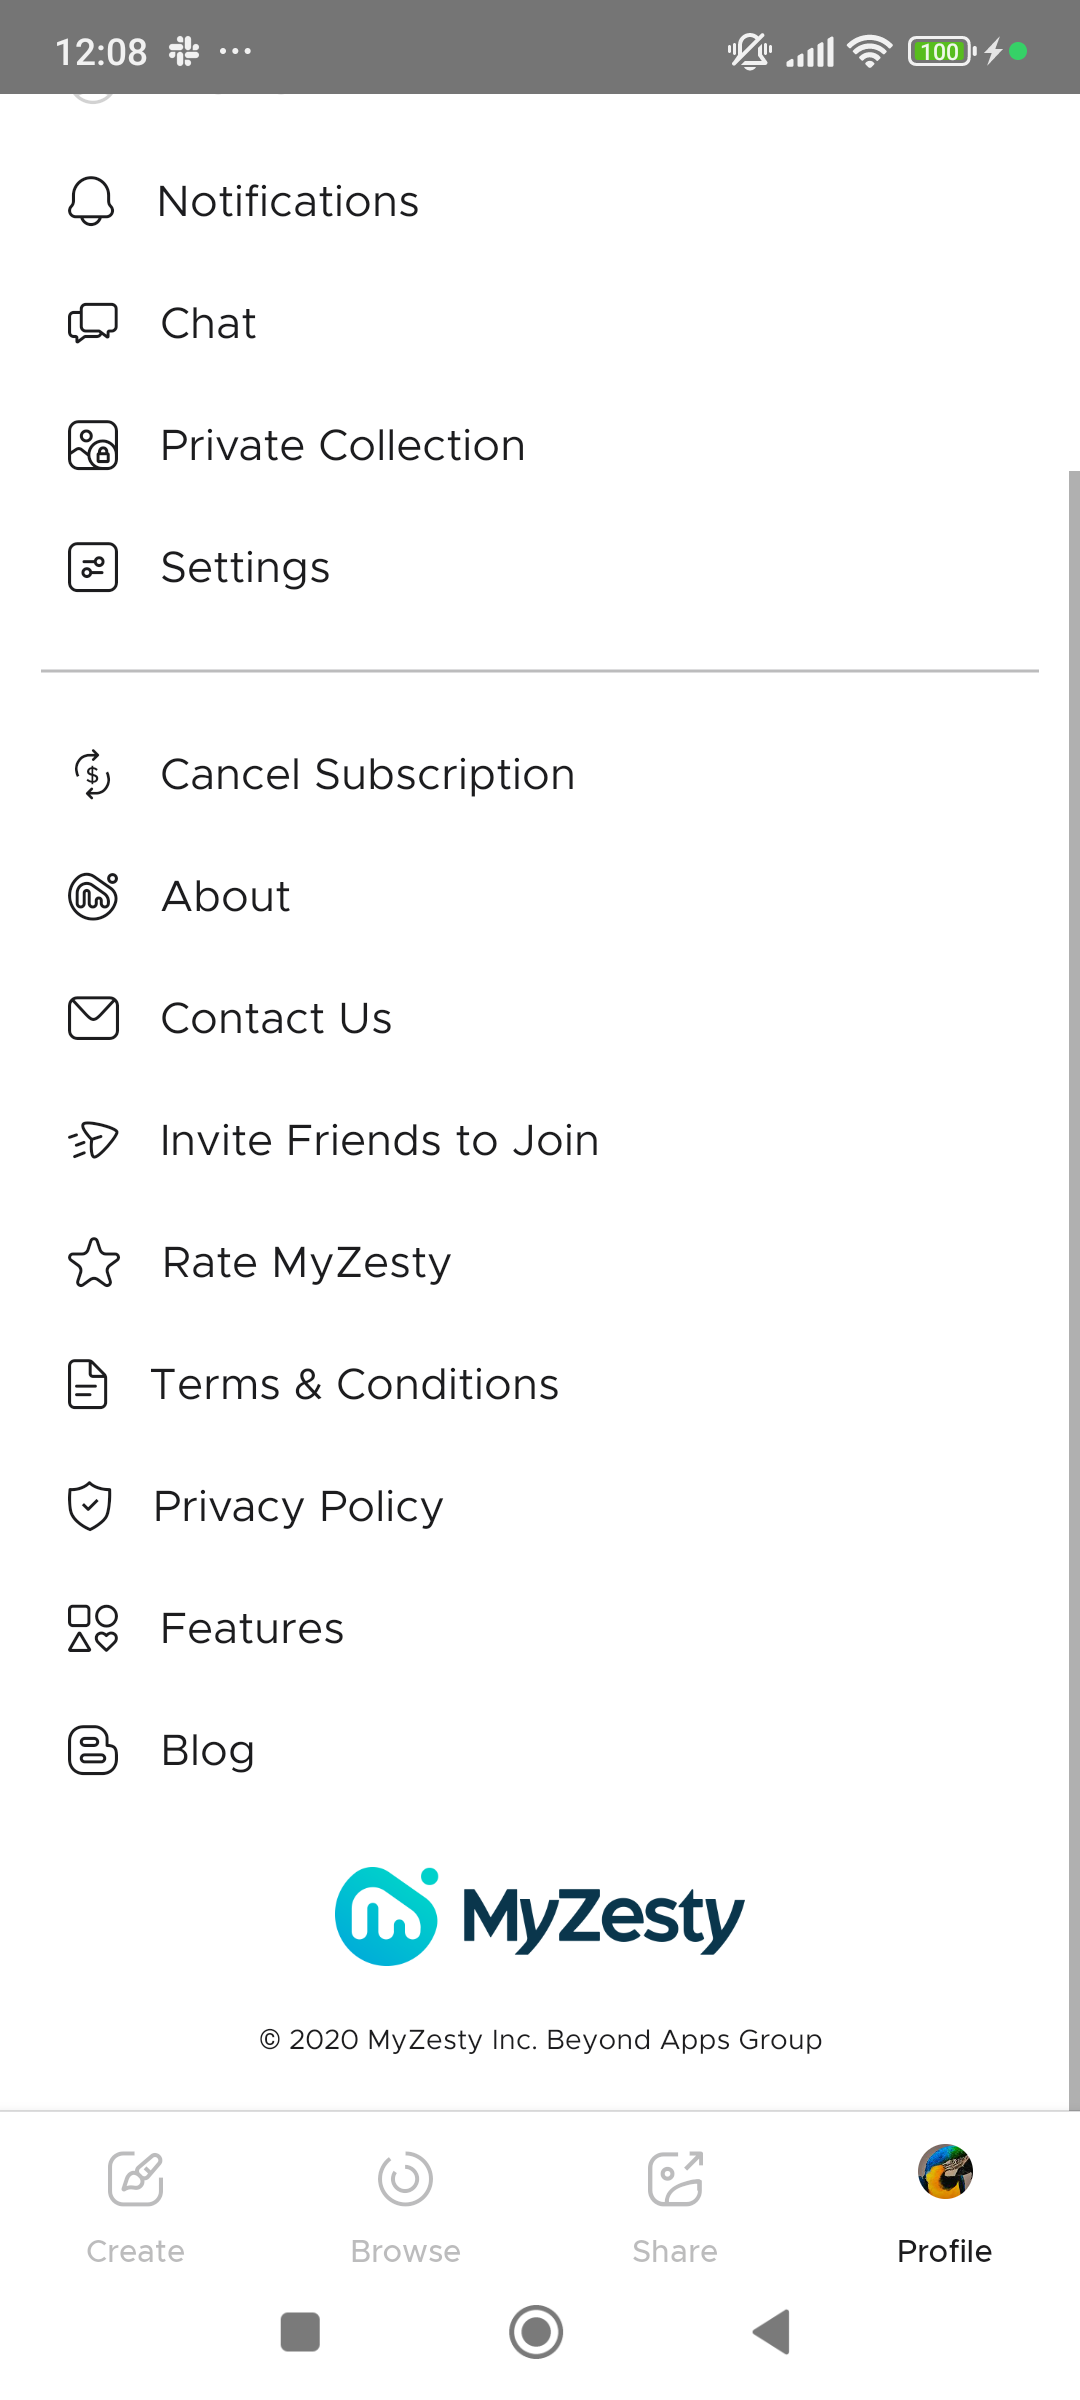 12:08
100
Notifications
Chat
Private Collection
Settings
$
Cancel Subscription
About
Contact Us
Invite Friends to Join
Rate MyZesty
Terms & Conditions
Privacy Policy
Features
Blog
MyZesty
© 2020 MyZesty Inc. Beyond Apps Group
Create
Browse
Share
Profile